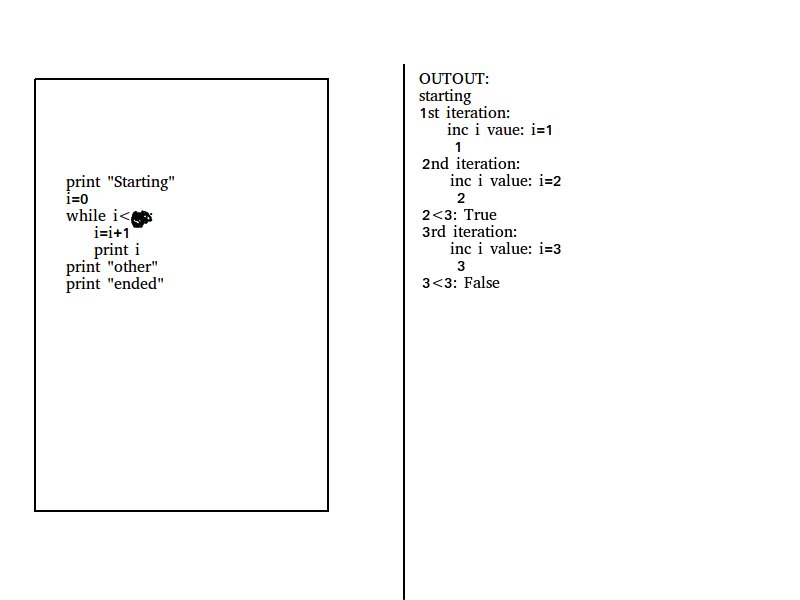 print "Starting"
i=0
while i<
i=i+1
print i
print "other"
print "ended"
OUTOUT:
starting
1st iteration:
inc i vaue: i=1
1
2nd iteration:
inc i value: i=2
2
2<3: True
3rd iteration:
inc i value: i=3
3
3<3: False